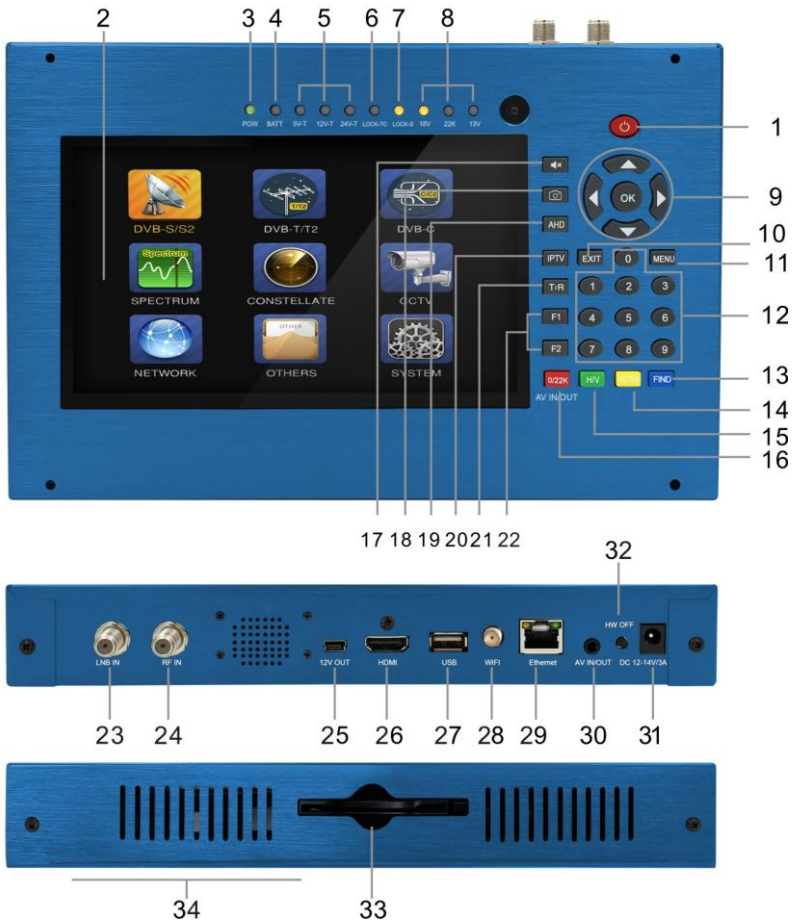 2 3 4 5 6 7 8
POW BATT 5V-T 12V-T 24V-T LOCK-TC LOCK-S 18V 22K 13V
1
OK
9
C/C2
T/T2
AHD
DVB-S/S2 DVB-T/T2 DVB-C
10
IPTV EXIT 0 MENU
11
Spectrum
T/R 1 2 3
SPECTRUM CONSTELLATE CCTV
F1 4 5 6
12
OTHER
F2 7 8 9
NETWORK OTHERS SYSTEM
0/22K H/V FIND
13
AV IN/OUT
14
15
16
17 18 19 20 21 22
32
HW OFF
LNB IN RF IN 12V OUT HDMI USB WIFI Ethernet AV IN/OUT DC 12-14V/3A
23 24 25 26 27 28 29 30 31
34 33